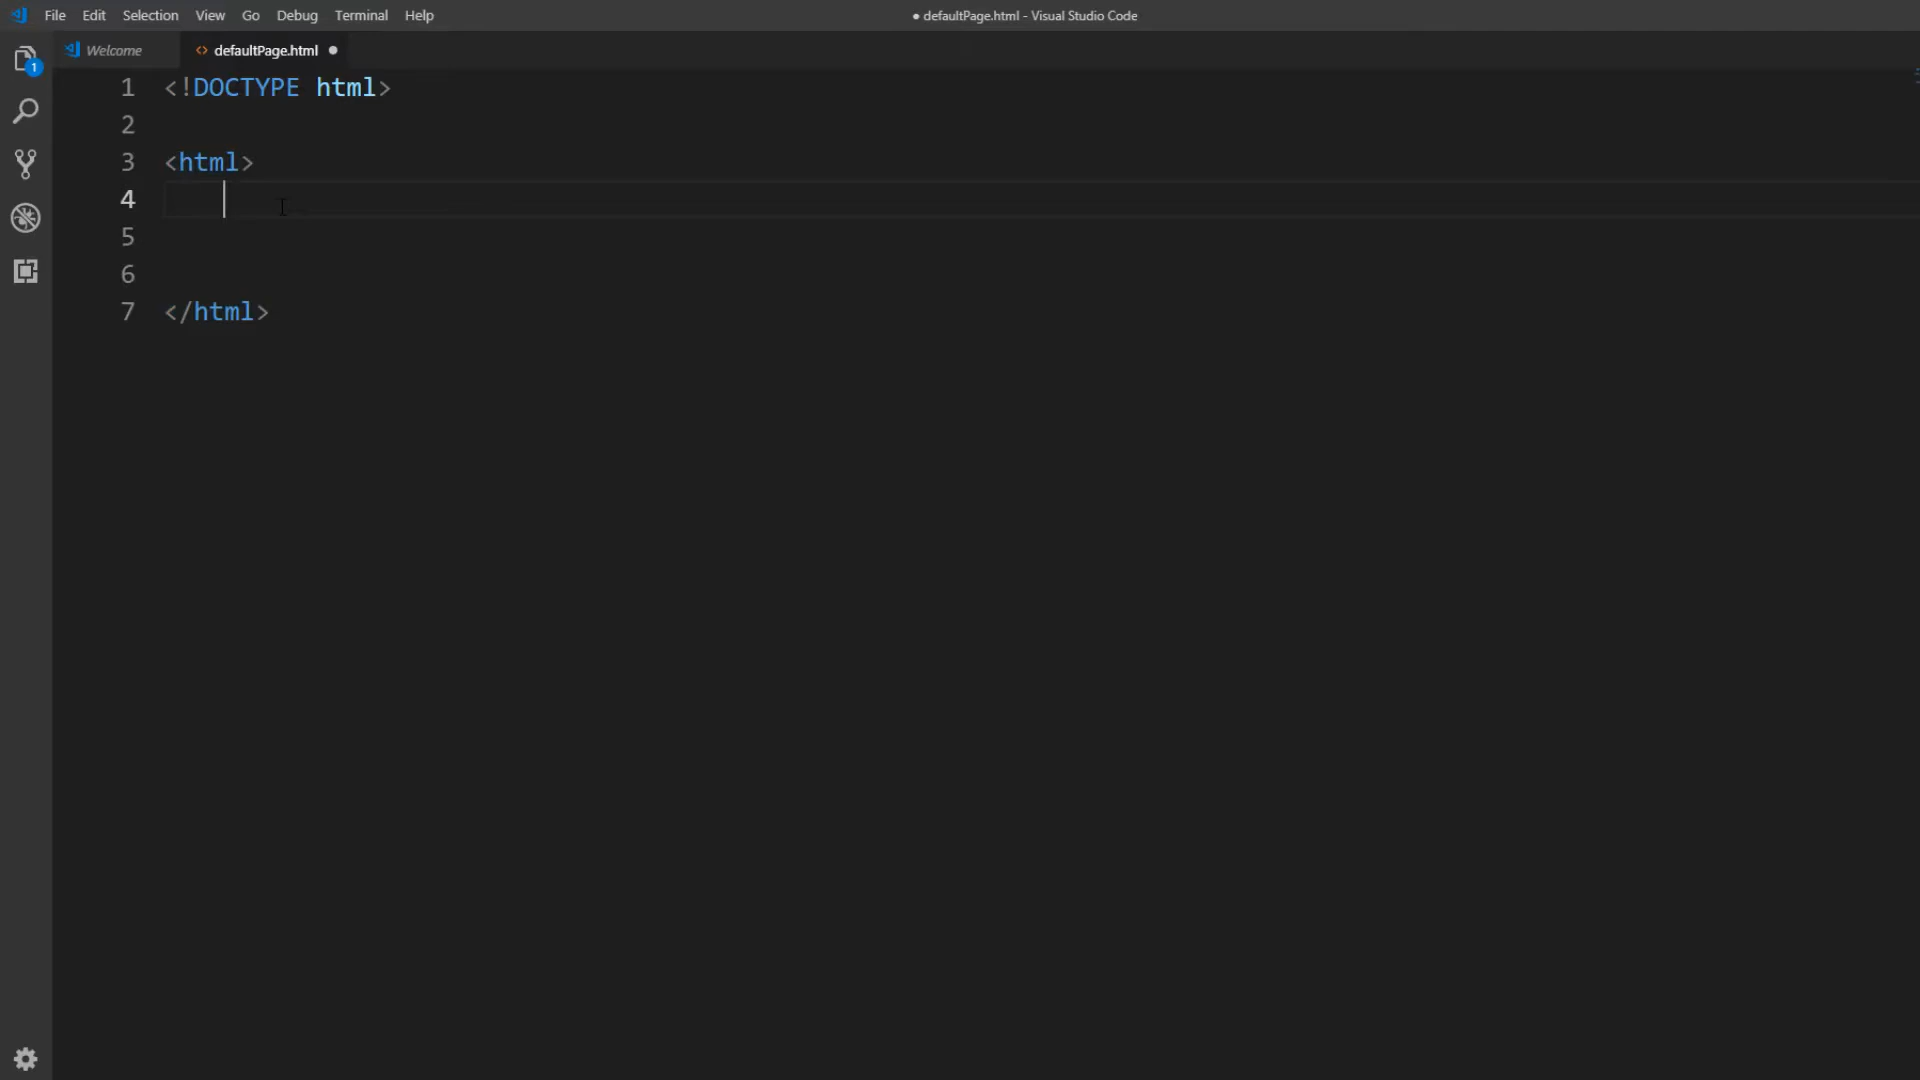 File Edit Selection View Go Debug Terminal Help
● defaultPage.html - Visual Studio Code
1
Welcome
<> defaultPage.html ●
1 <!DOCTYPE html>
2
3 <html>
4
5
6
7 </html>